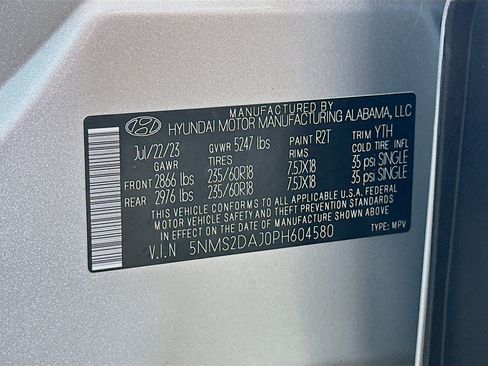 MANUFACTURED BY
HYUNDAI MOTOR MANUFACTURING ALABAMA, LLC
Jul/22/23 GVWR 5247 lbs PAINT R2T TRIM YTH
GAWR TIRES RIMS COLD TIRE INFL
FRONT 2866 lbs 235/60R18 7.5JX18 35 psi SINGLE
REAR 2976 lbs 235/60R18 7.5JX18 35 psi SINGLE
THIS VEHICLE CONFORMS TO ALL APPLICABLE U.S.A. FEDERAL
MOTOR VEHICLE SAFETY AND BUMPER STANDARDS
IN EFFECT ON THE DATE OF MANUFACTURE SHOWN ABOVE.
V.I.N 5NMS2DAJ0PH604580 TYPE: MPV